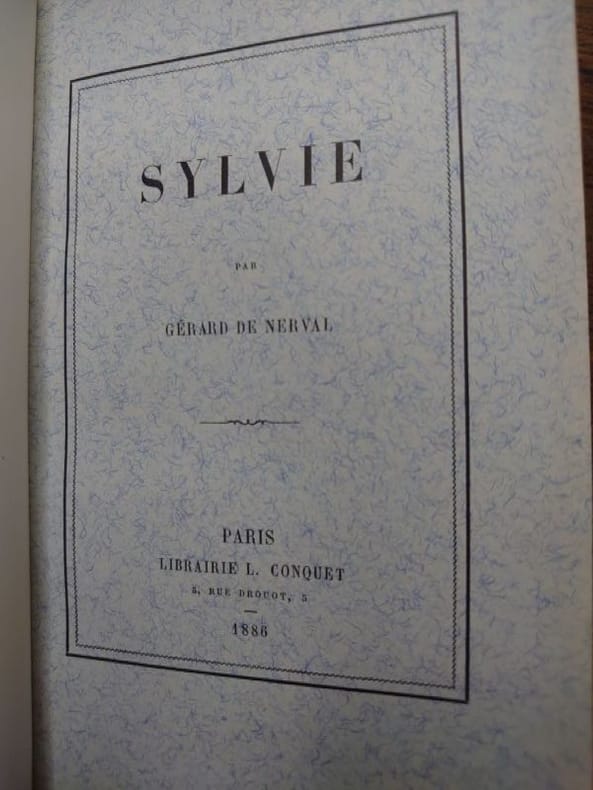 SYLVIE
PAR
GÉRARD DE NERVAL
PARIS
LIBRAIRIE L. CONQUET
5, RUE DROUOT, 5
1886